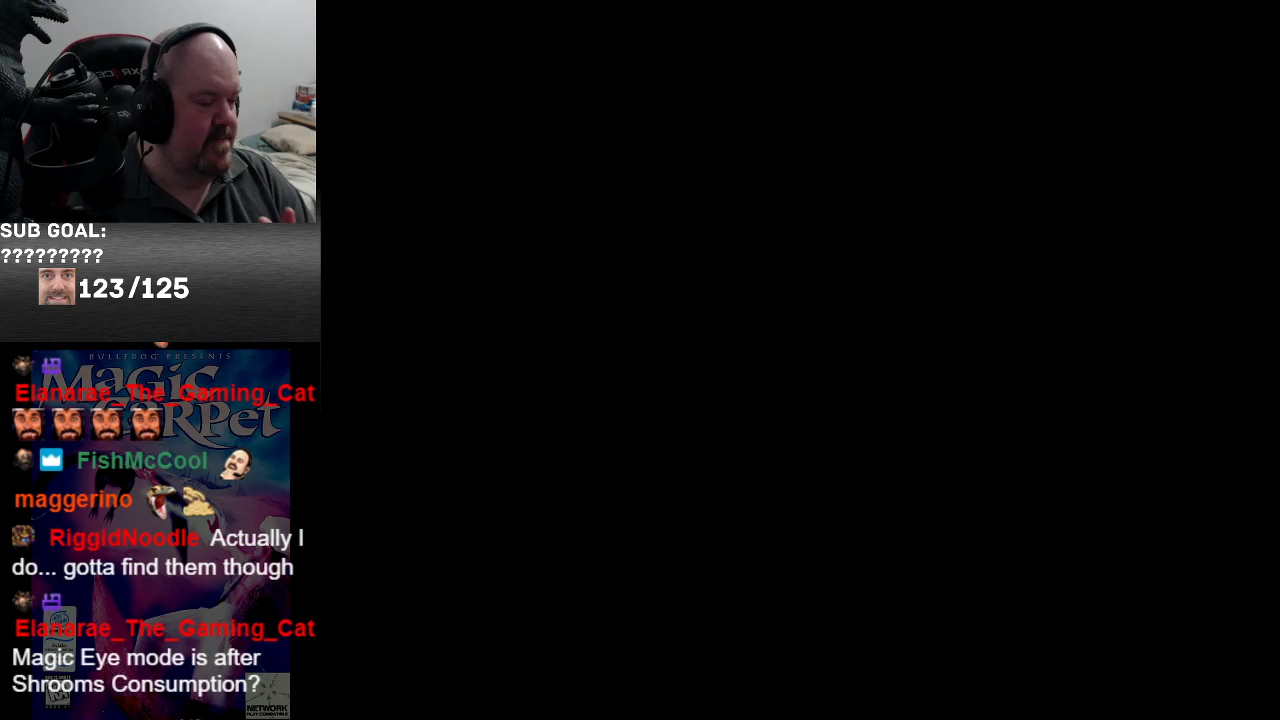 SUB GOAL:
?????????
123/125
BULLFROG PRESENTS
MAGIC
CARPET
Elanarae_The_Gaming_Cat
FishMcCool
maggerino
RiggidNoodle Actually I
do... gotta find them though
Elanarae_The_Gaming_Cat
Magic Eye mode is after
Shrooms Consumption?
NETWORK